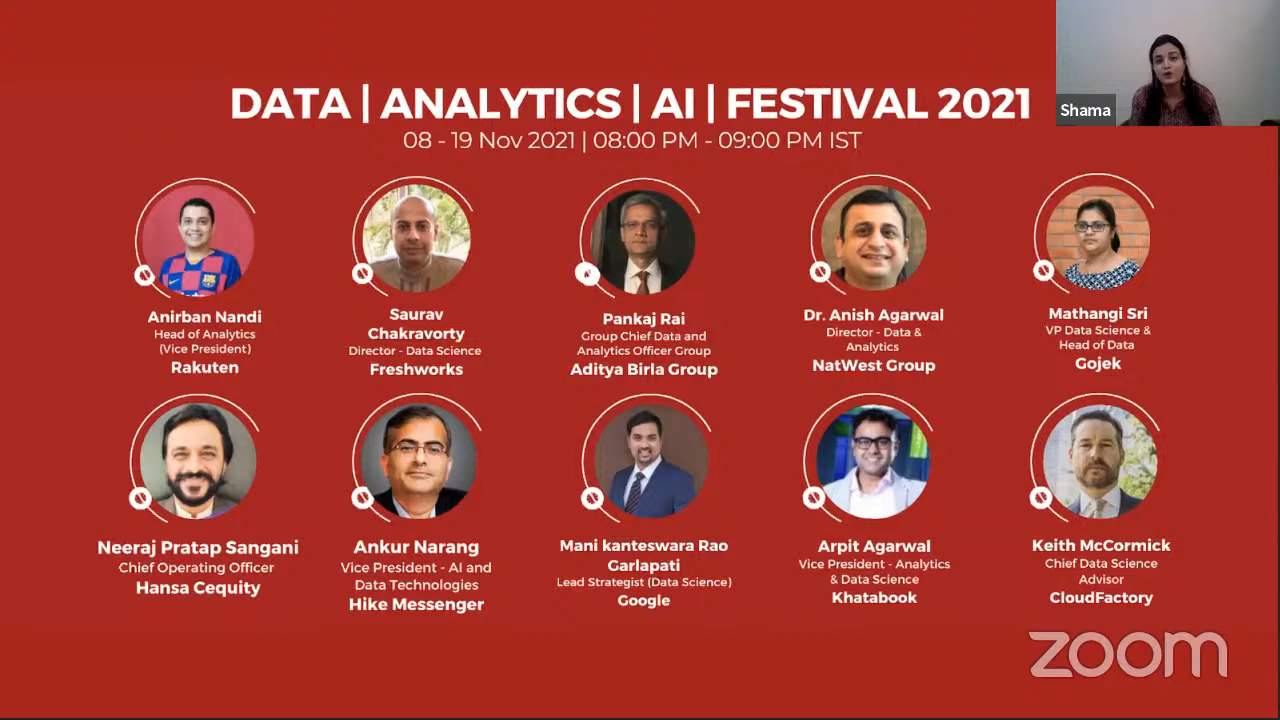 DATA | ANALYTICS | AI | FESTIVAL 2021
08 - 19 Nov 2021 | 08:00 PM - 09:00 PM IST
Shama
Anirban Nandi
Head of Analytics
(Vice President)
Rakuten
Saurav
Chakravorty
Director - Data Science
Freshworks
Pankaj Rai
Group Chief Data and
Analytics Officer Group
Aditya Birla Group
Dr. Anish Agarwal
Director - Data &
Analytics
NatWest Group
Mathangi Sri
VP Data Science &
Head of Data
Gojek
Neeraj Pratap Sangani
Chief Operating Officer
Hansa Cequity
Ankur Narang
Vice President - AI and
Data Technologies
Hike Messenger
Mani kanteswara Rao
Garlapati
Lead Strategist (Data Science)
Google
Arpit Agarwal
Vice President - Analytics
& Data Science
Khatabook
Keith McCormick
Chief Data Science
Advisor
CloudFactory
zoom